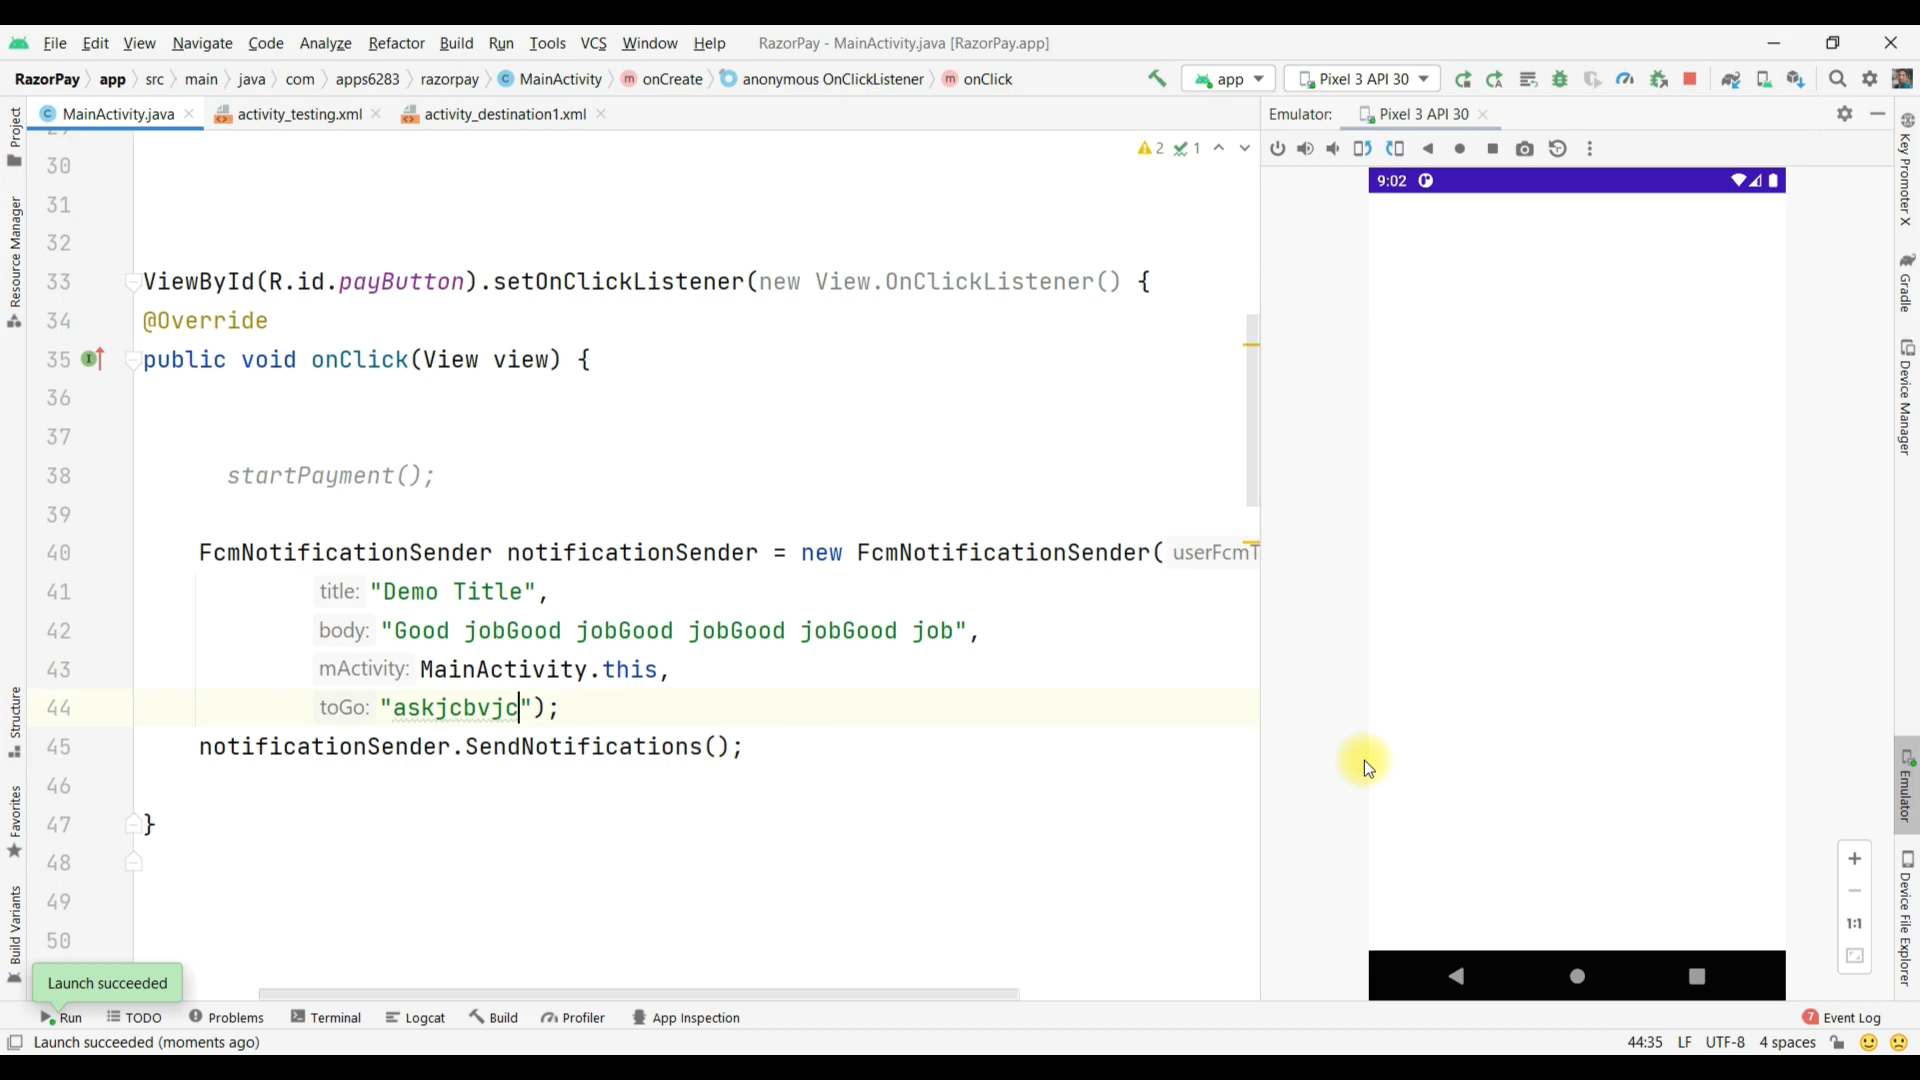 File Edit View Navigate Code Analyze Refactor Build Run Tools VCS Window Help RazorPay - MainActivity.java [RazorPay.app]
RazorPay app src main java com apps6283 razorpay MainActivity onCreate anonymous OnClickListener onClick app Pixel 3 API 30
MainActivity.java activity_testing.xml activity_destination1.xml
Emulator: Pixel 3 API 30
2 1
9:02
30
31
32
33 ViewById(R.id.payButton).setOnClickListener(new View.OnClickListener() {
34 @Override
35 public void onClick(View view) {
36
37
38 startPayment();
39
40 FcmNotificationSender notificationSender = new FcmNotificationSender( userFcmT
41 title: "Demo Title",
42 body: "Good jobGood jobGood jobGood jobGood job",
43 mActivity: MainActivity.this,
44 toGo: "askjcbvjc");
45 notificationSender.SendNotifications();
46
47 }
48
49
50
Project
Resource Manager
Structure
Favorites
Build Variants
Key Promoter X
Gradle
Device Manager
Emulator
Device File Explorer
1:1
Launch succeeded
Run TODO Problems Terminal Logcat Build Profiler App Inspection 7 Event Log
Launch succeeded (moments ago) 44:35 LF UTF-8 4 spaces